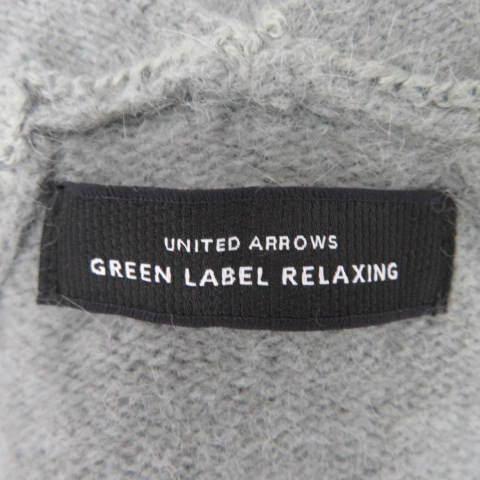 UNITED ARROWS
GREEN LABEL RELAXING